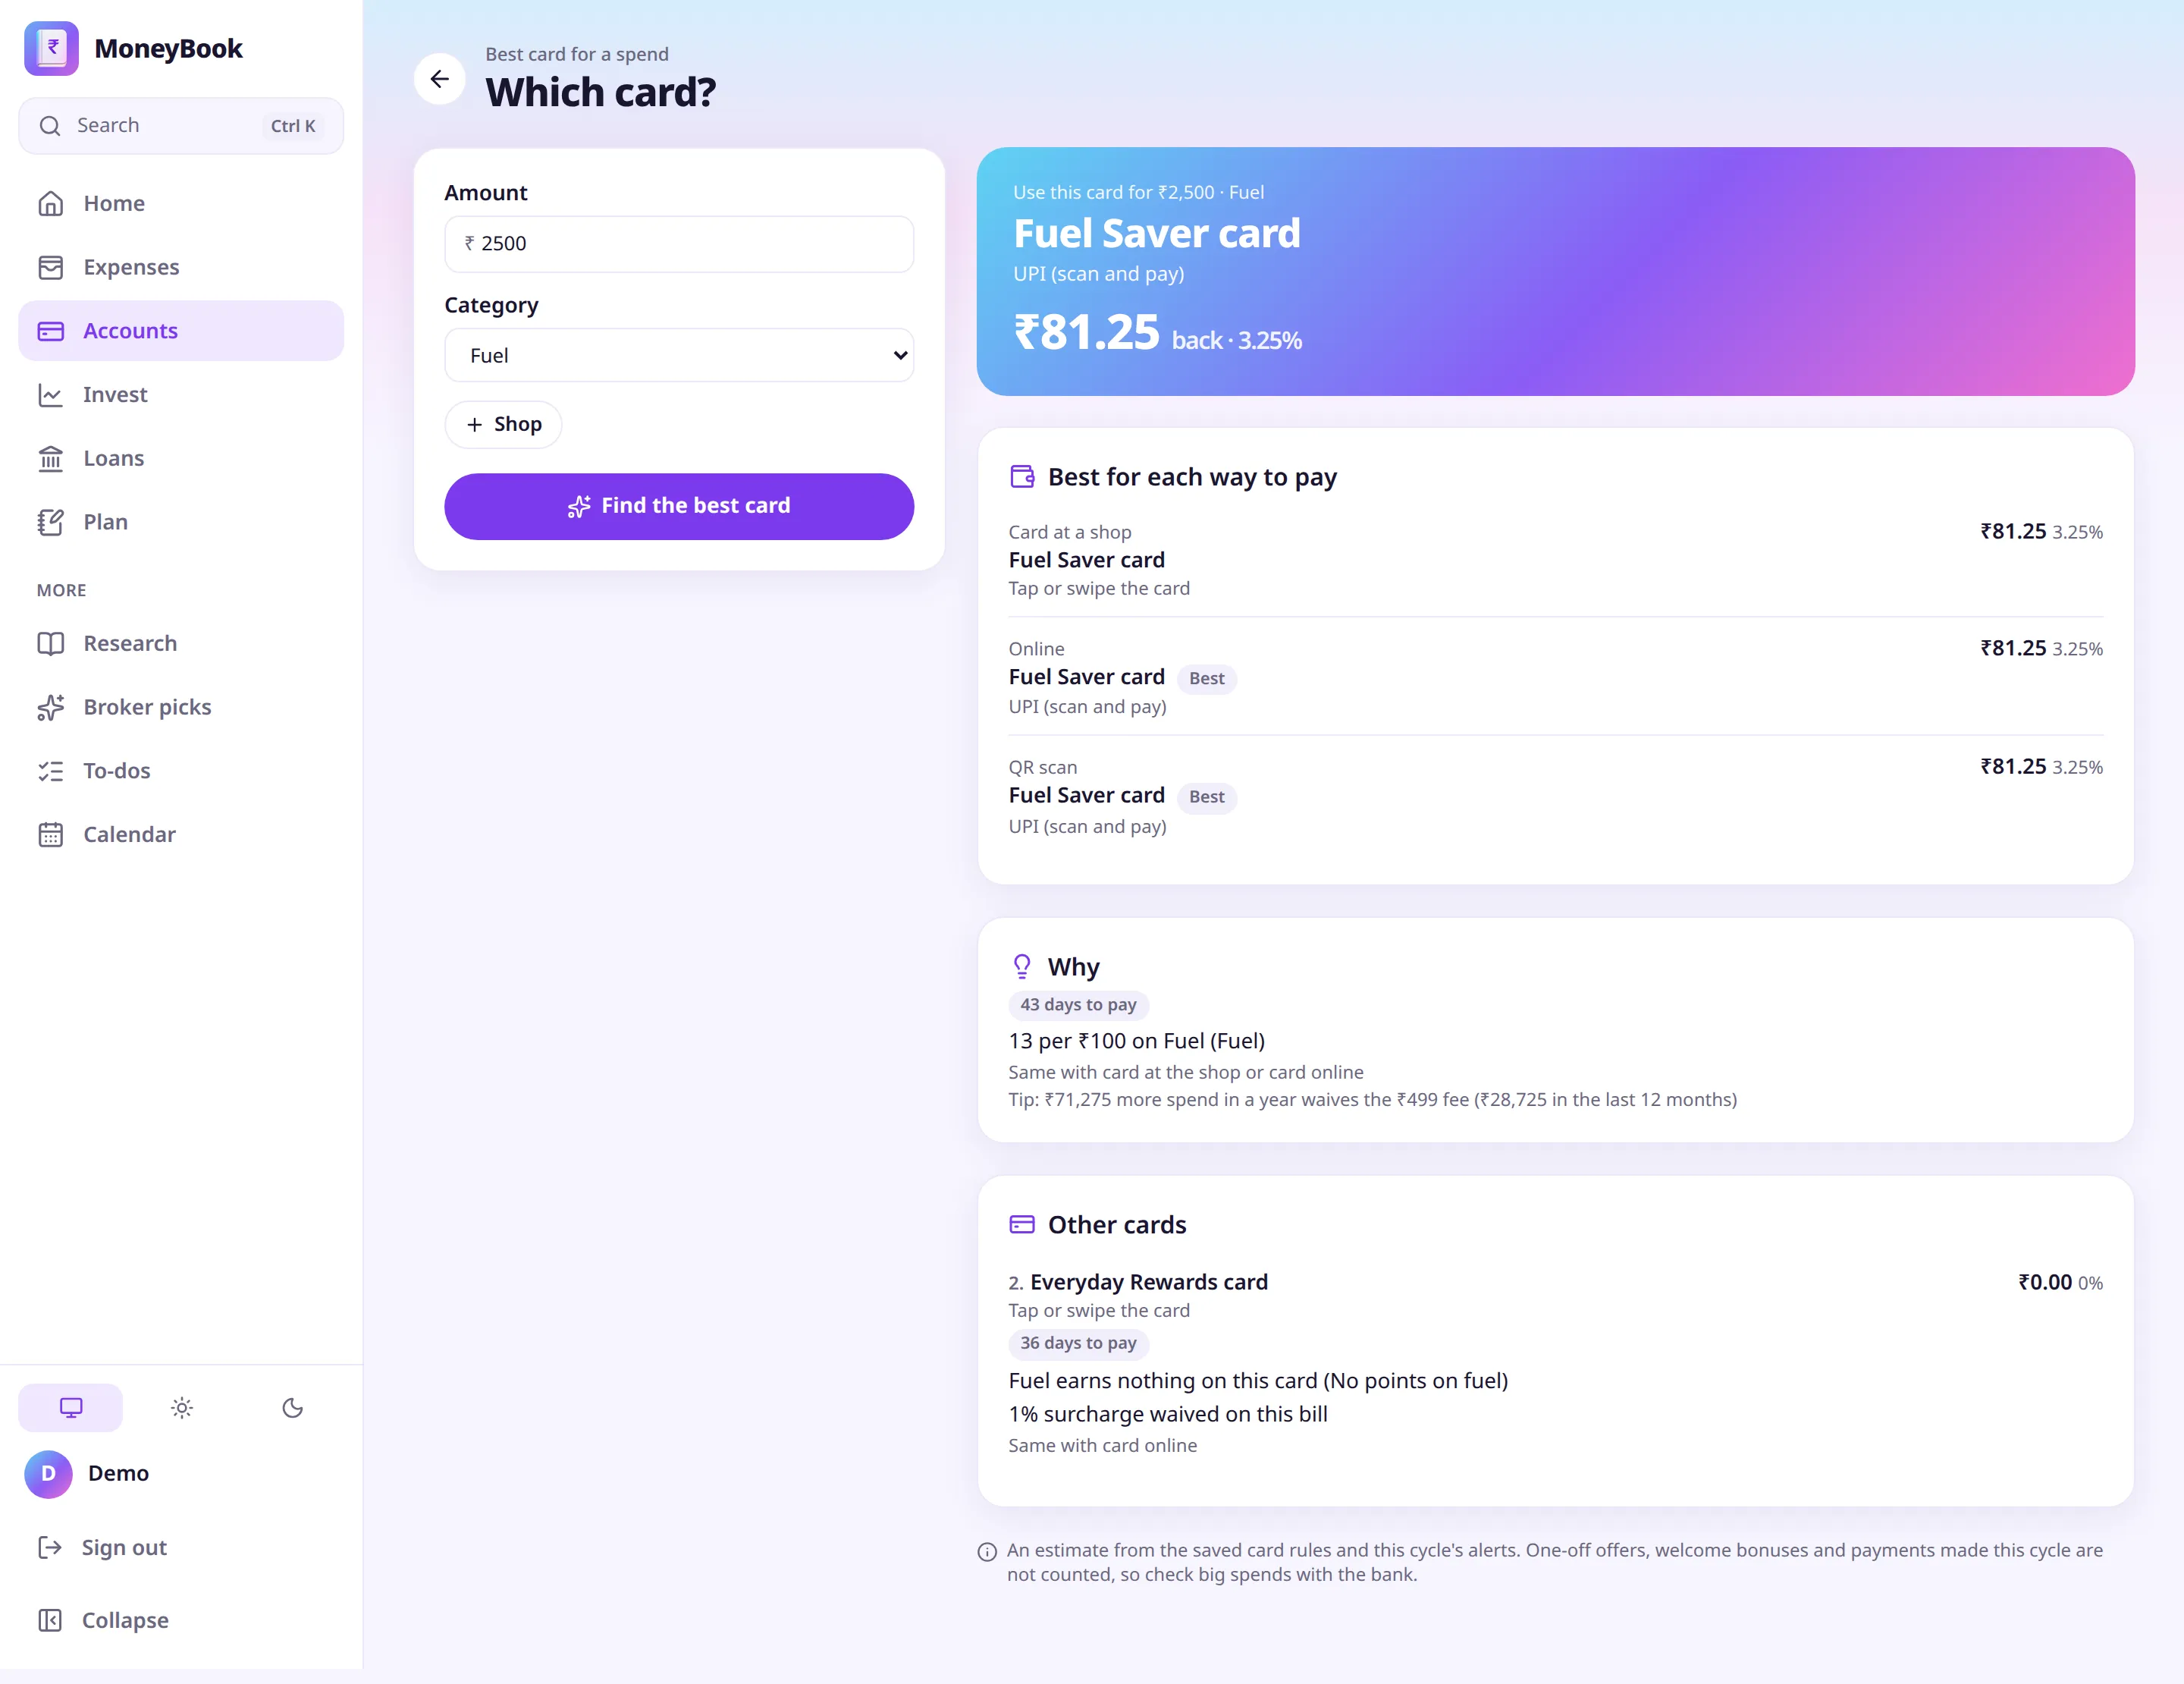 MoneyBook
Search Ctrl K
Home
Expenses
Accounts
Invest
Loans
Plan
MORE
Research
Broker picks
To-dos
Calendar
D Demo
Sign out
Collapse
Best card for a spend
Which card?
Amount
₹ 2500
Category
Fuel
Shop
Find the best card
Use this card for ₹2,500 · Fuel
Fuel Saver card
UPI (scan and pay)
₹81.25 back · 3.25%
Best for each way to pay
Card at a shop ₹81.25 3.25%
Fuel Saver card
Tap or swipe the card
Online ₹81.25 3.25%
Fuel Saver card Best
UPI (scan and pay)
QR scan ₹81.25 3.25%
Fuel Saver card Best
UPI (scan and pay)
Why
43 days to pay
13 per ₹100 on Fuel (Fuel)
Same with card at the shop or card online
Tip: ₹71,275 more spend in a year waives the ₹499 fee (₹28,725 in the last 12 months)
Other cards
2. Everyday Rewards card ₹0.00 0%
Tap or swipe the card
36 days to pay
Fuel earns nothing on this card (No points on fuel)
1% surcharge waived on this bill
Same with card online
An estimate from the saved card rules and this cycle's alerts. One-off offers, welcome bonuses and payments made this cycle are
not counted, so check big spends with the bank.